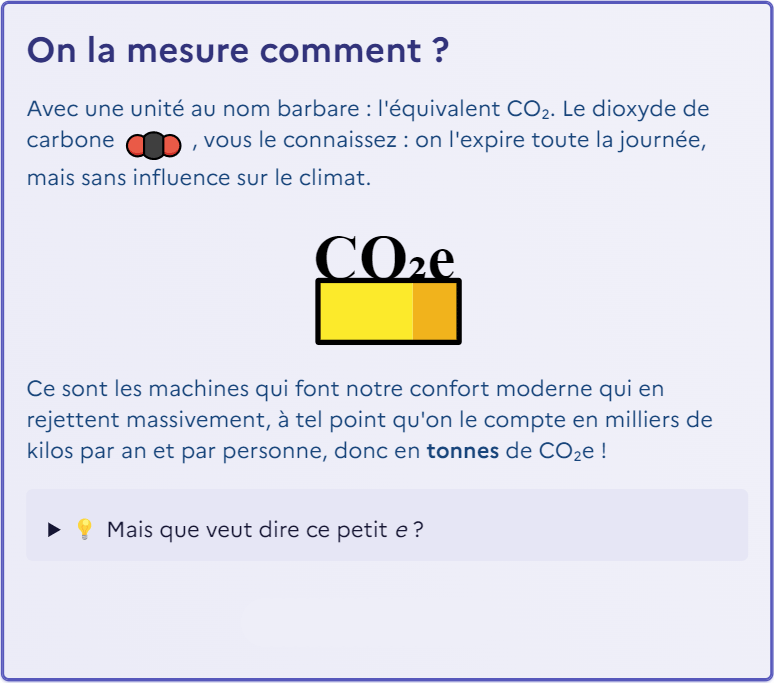 On la mesure comment ?
Avec une unité au nom barbare : l'équivalent CO₂. Le dioxyde de
carbone , vous le connaissez : on l'expire toute la journée,
mais sans influence sur le climat.
CO₂e
Ce sont les machines qui font notre confort moderne qui en
rejettent massivement, à tel point qu'on le compte en milliers de
kilos par an et par personne, donc en tonnes de CO₂e !
Mais que veut dire ce petit e ?